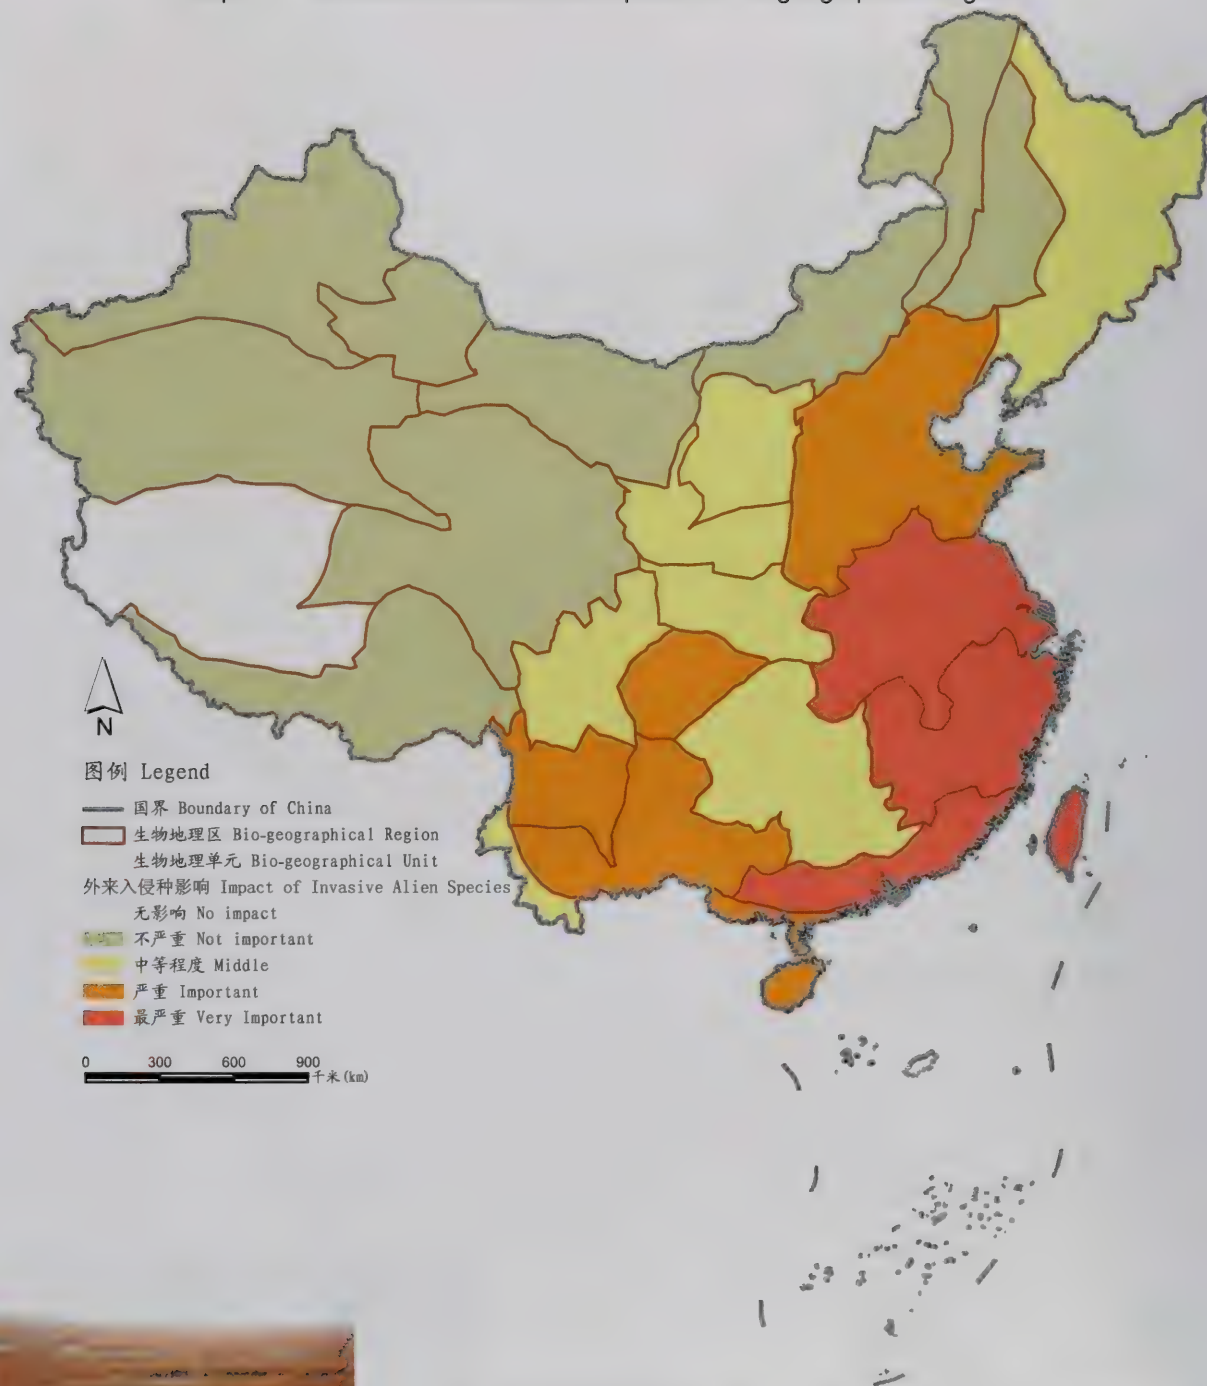 N
图例 Legend
国界 Boundary of China
生物地理区 Bio-geographical Region
生物地理单元 Bio-geographical Unit
外来入侵种影响 Impact of Invasive Alien Species
无影响 No impact
不严重 Not important
中等程度 Middle
严重 Important
最严重 Very Important
0 300 600 900
千米(km)